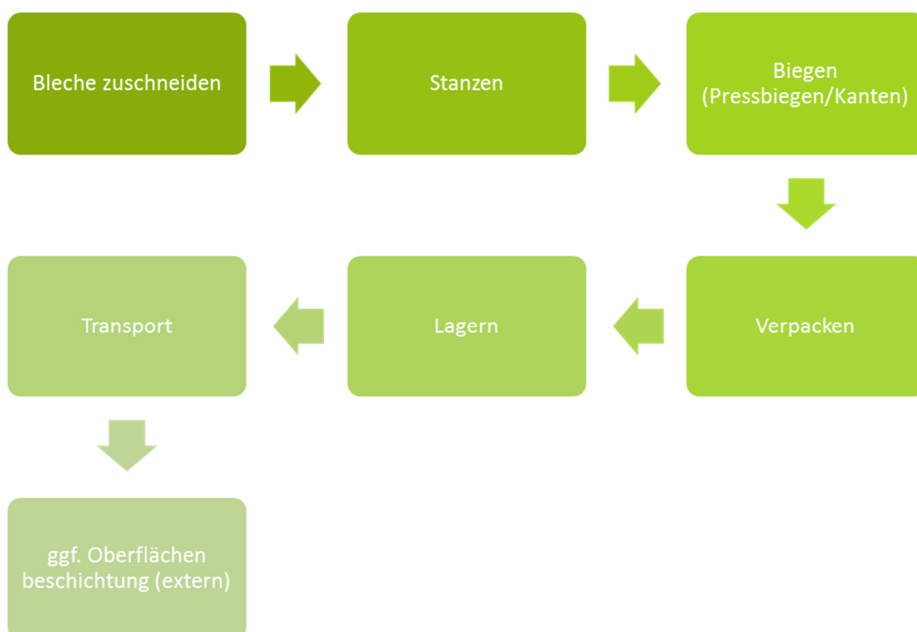 Bleche zuschneiden
Stanzen
Biegen
(Pressbiegen/Kanten)
Verpacken
Lagern
Transport
ggf. Oberflächen
beschichtung (extern)